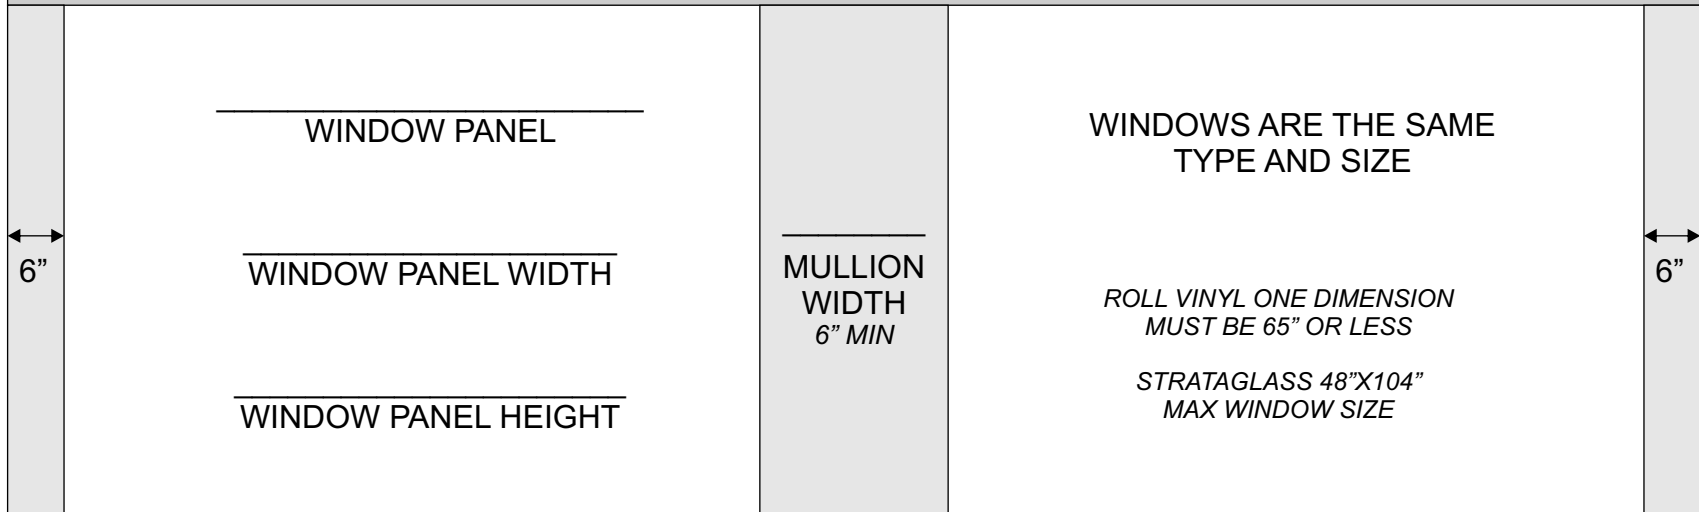 WINDOW PANEL
WINDOW PANEL WIDTH
WINDOW PANEL HEIGHT
6”
MULLION
WIDTH
6” MIN
WINDOWS ARE THE SAME
TYPE AND SIZE
ROLL VINYL ONE DIMENSION
MUST BE 65” OR LESS
STRATAGLASS 48”X104”
MAX WINDOW SIZE
6”